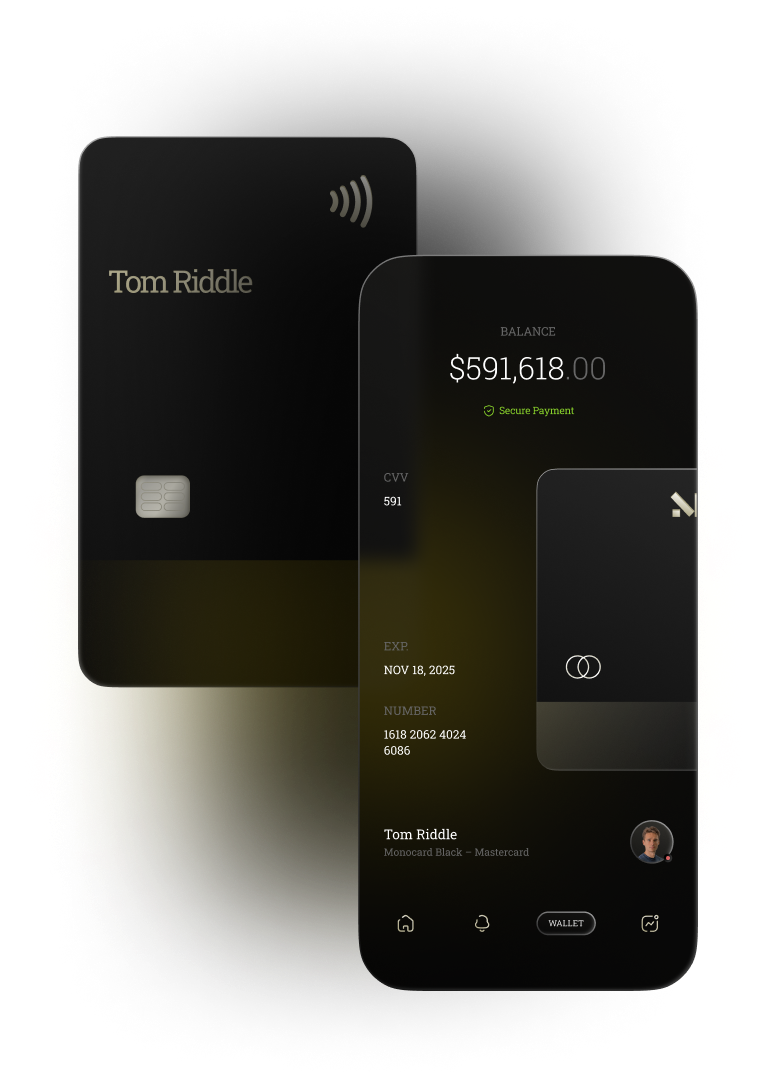 Tom Riddle
BALANCE
$591,618.00
Secure Payment
CVV
591
EXP.
NOV 18, 2025
NUMBER
1618 2062 4024
6086
Tom Riddle
Monocard Black – Mastercard
WALLET